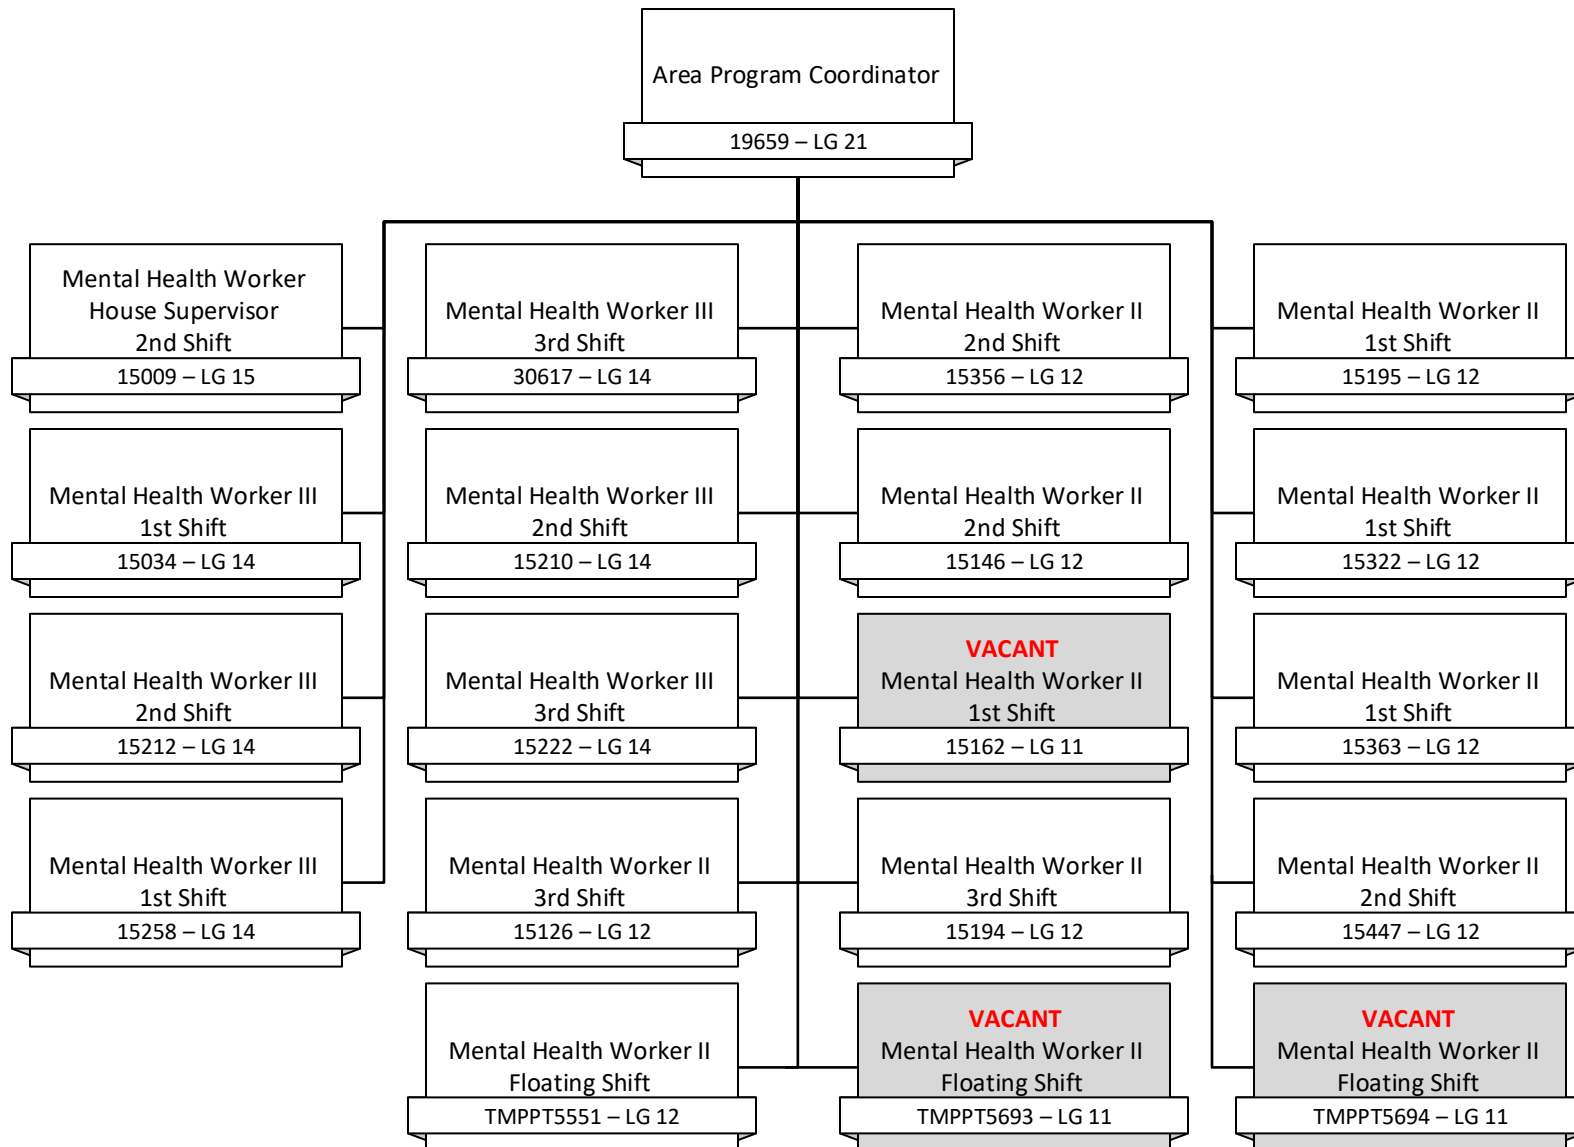 Area Program Coordinator
19659 – LG 21
Mental Health Worker
House Supervisor
2nd Shift
15009 – LG 15
Mental Health Worker III
3rd Shift
30617 – LG 14
Mental Health Worker II
2nd Shift
15356 – LG 12
Mental Health Worker II
1st Shift
15195 – LG 12
Mental Health Worker III
1st Shift
15034 – LG 14
Mental Health Worker III
2nd Shift
15210 – LG 14
Mental Health Worker II
2nd Shift
15146 – LG 12
Mental Health Worker II
1st Shift
15322 – LG 12
Mental Health Worker III
2nd Shift
15212 – LG 14
Mental Health Worker III
3rd Shift
15222 – LG 14
VACANT
Mental Health Worker II
1st Shift
15162 – LG 11
Mental Health Worker II
1st Shift
15363 – LG 12
Mental Health Worker III
1st Shift
15258 – LG 14
Mental Health Worker II
3rd Shift
15126 – LG 12
Mental Health Worker II
3rd Shift
15194 – LG 12
Mental Health Worker II
2nd Shift
15447 – LG 12
Mental Health Worker II
Floating Shift
TMPPT5551 – LG 12
VACANT
Mental Health Worker II
Floating Shift
TMPPT5693 – LG 11
VACANT
Mental Health Worker II
Floating Shift
TMPPT5694 – LG 11